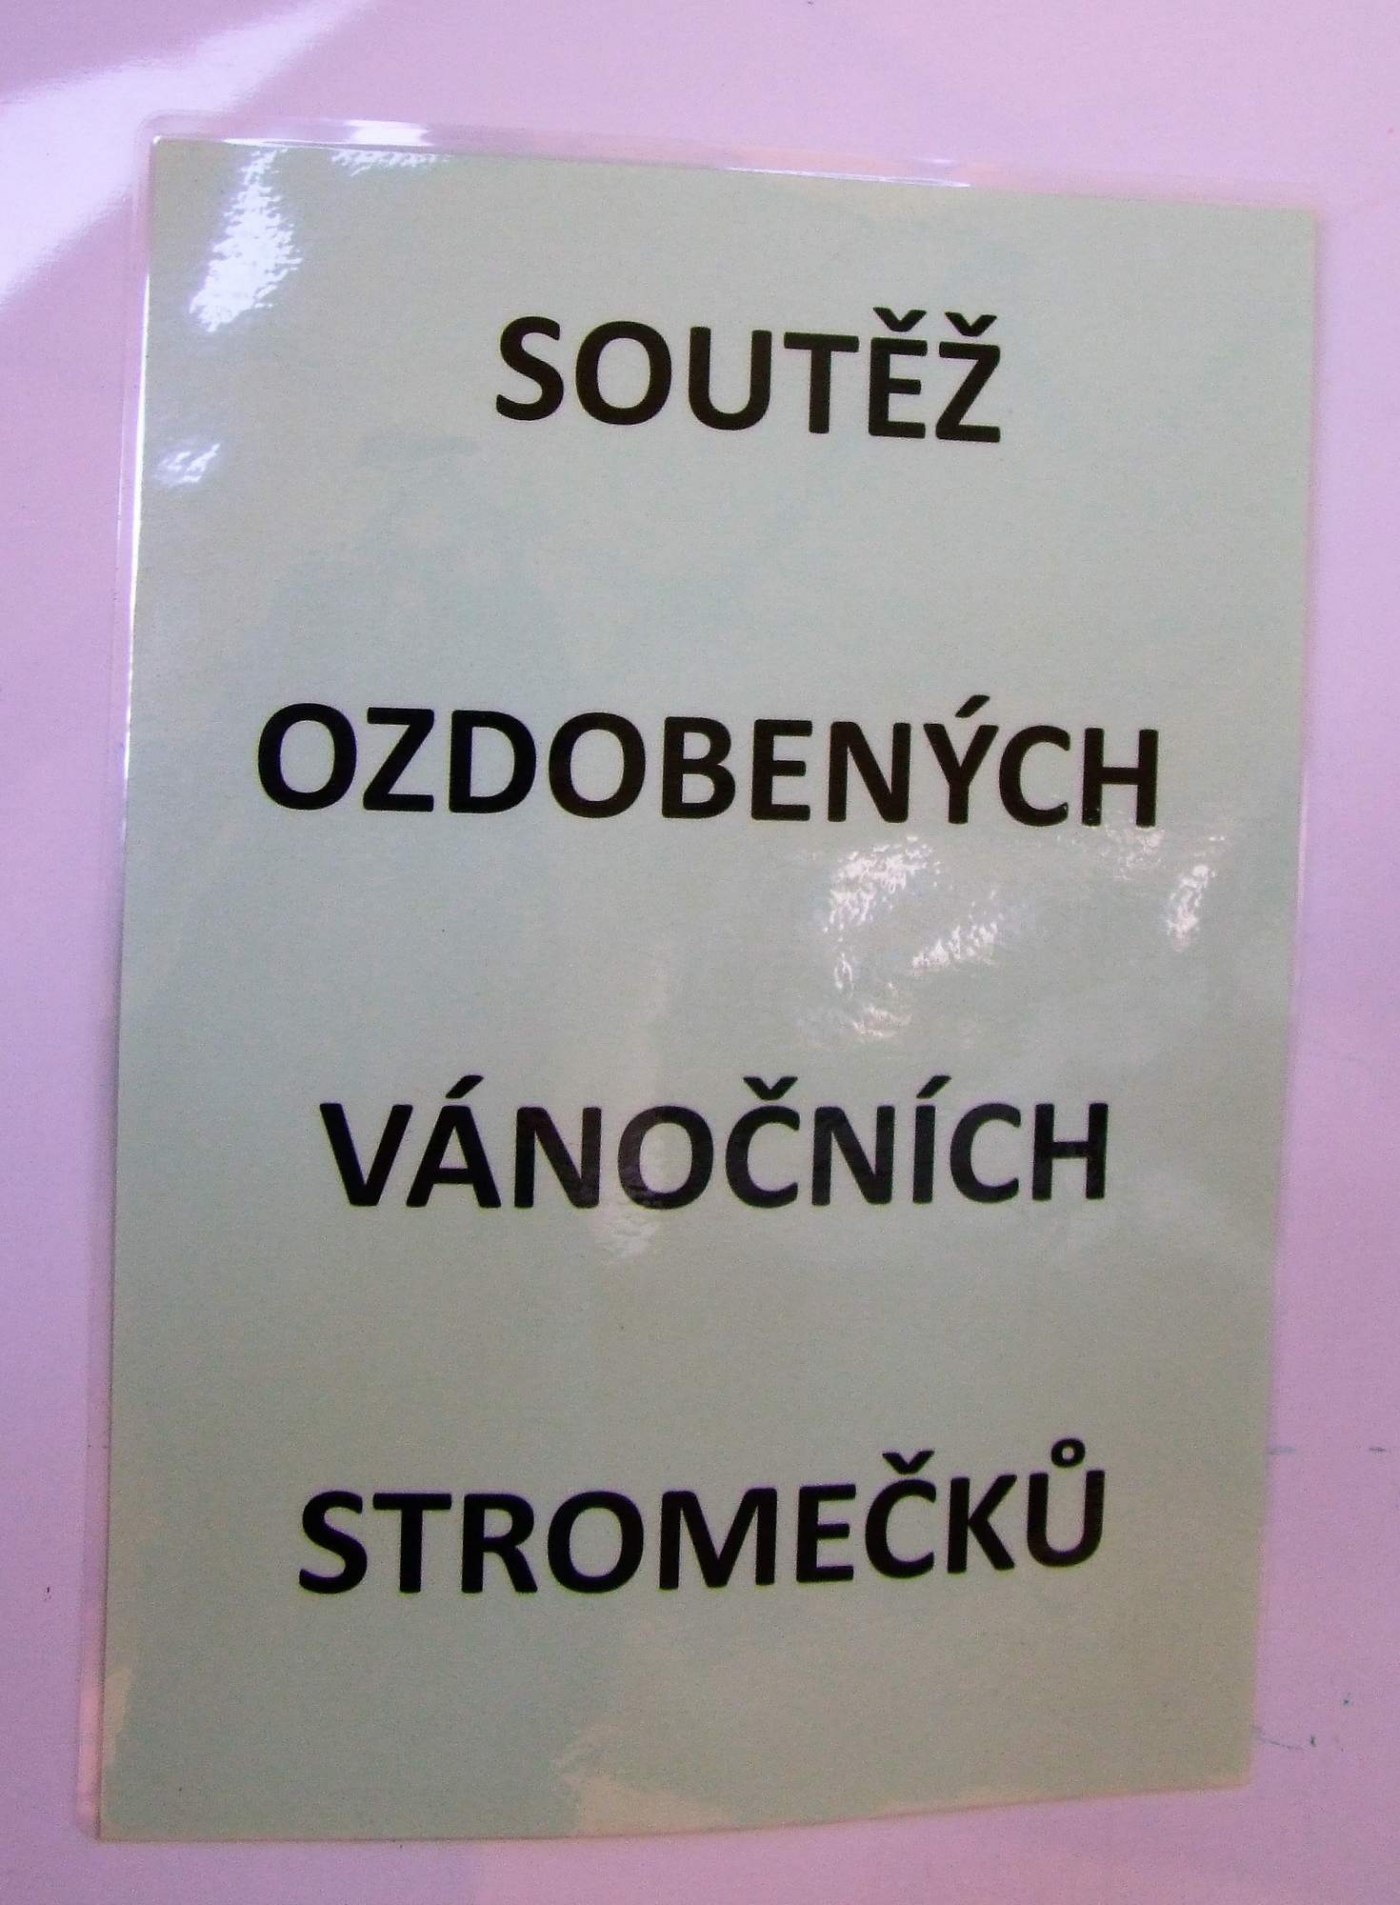 SOUTĚŽ
OZDOBENÝCH
VÁNOČNÍCH
STROMEČKŮ